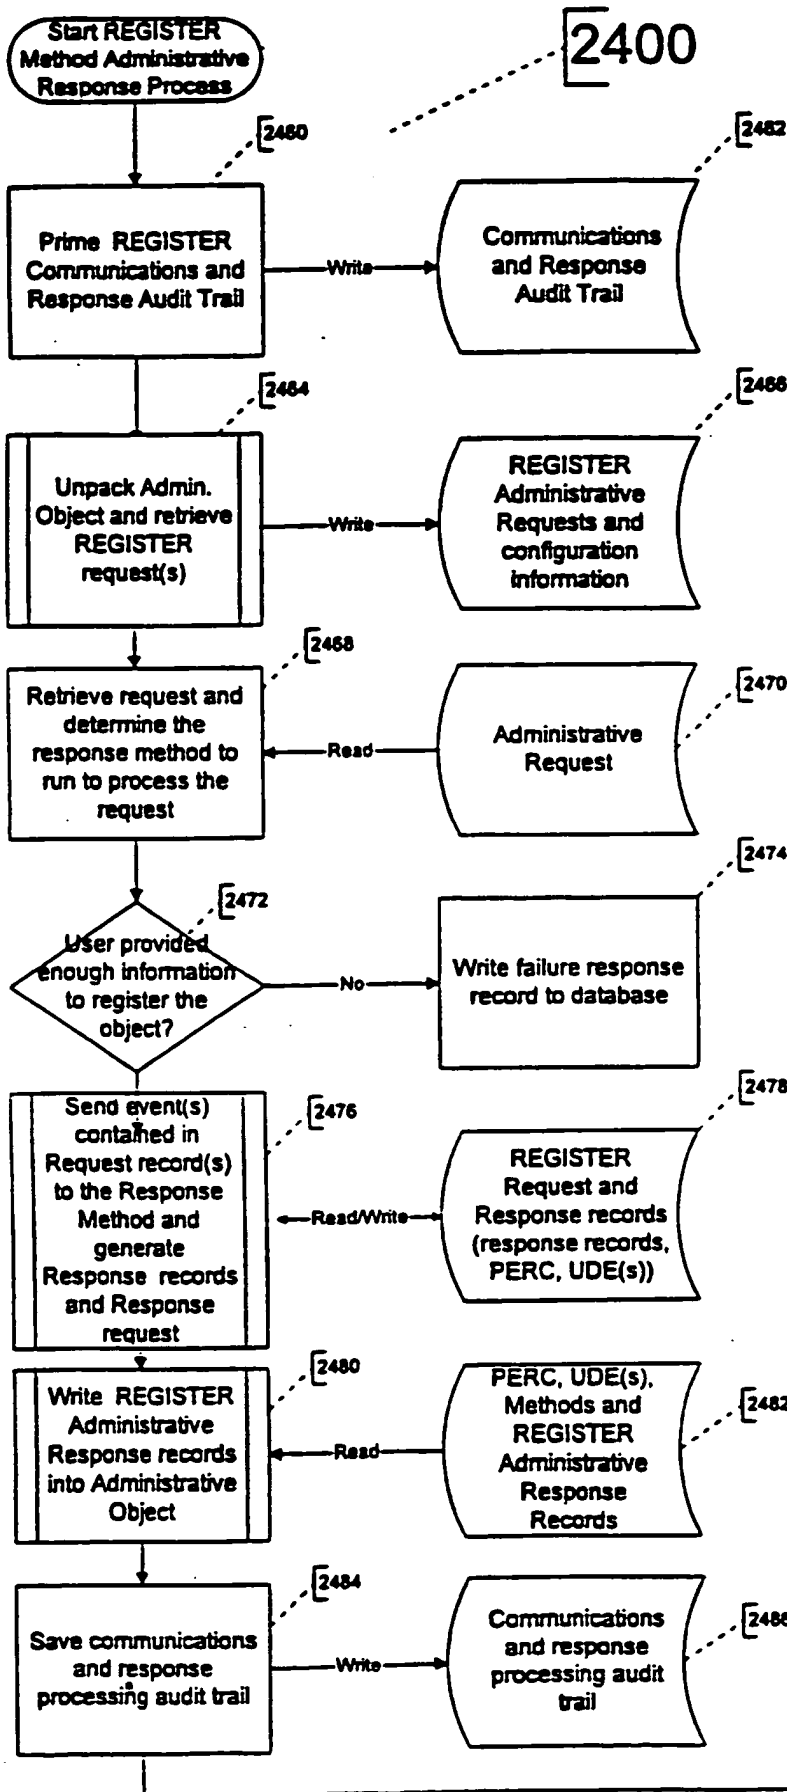 Start REGISTER
Method Administrative
Response Process
2400
2460
2462
Prime REGISTER
Communications and
Response Audit Trail
Write
Communications
and Response
Audit Trail
2464
2466
Unpack Admin.
Object and retrieve
REGISTER
request(s)
Write
REGISTER
Administrative
Requests and
configuration
information
2468
2470
Retrieve request and
determine the
response method to
run to process the
request
Read
Administrative
Request
2472
2474
User provided
enough information
to register the
object?
No
Write failure response
record to database
2476
2478
Send event(s)
contained in
Request record(s)
to the Response
Method and
generate
Response records
and Response
request
Read/Write
REGISTER
Request and
Response records
(response records,
PERC, UDE(s))
2480
2482
Write REGISTER
Administrative
Response records
into Administrative
Object
Read
PERC, UDE(s),
Methods and
REGISTER
Administrative
Response
Records
2484
2486
Save communications
and response
processing audit trail
Write
Communications
and response
processing audit
trail